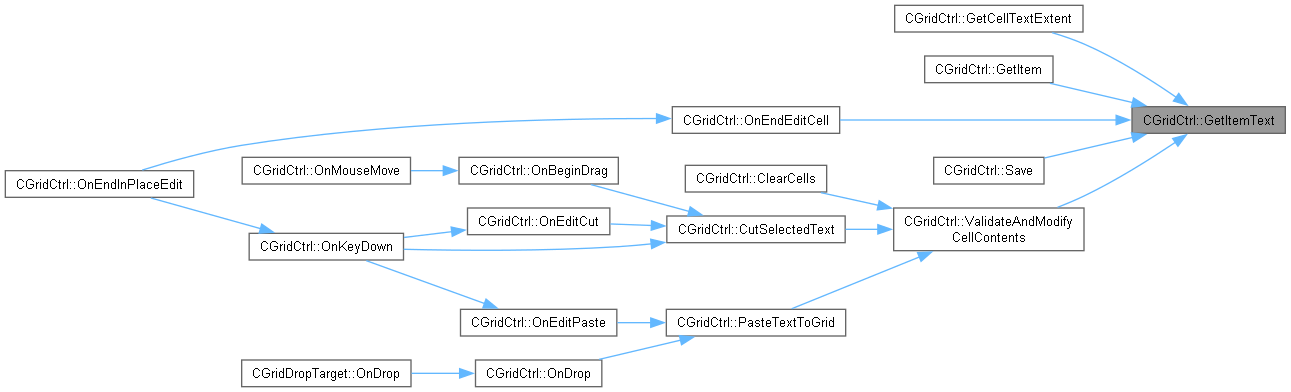 CGridCtrl::GetCellTextExtent
CGridCtrl::GetItem
CGridCtrl::OnEndEditCell
CGridCtrl::GetItemText
CGridCtrl::OnMouseMove
CGridCtrl::OnBeginDrag
CGridCtrl::Save
CGridCtrl::OnEndInPlaceEdit
CGridCtrl::ClearCells
CGridCtrl::OnEditCut
CGridCtrl::CutSelectedText
CGridCtrl::ValidateAndModify
CellContents
CGridCtrl::OnKeyDown
CGridCtrl::OnEditPaste
CGridCtrl::PasteTextToGrid
CGridDropTarget::OnDrop
CGridCtrl::OnDrop